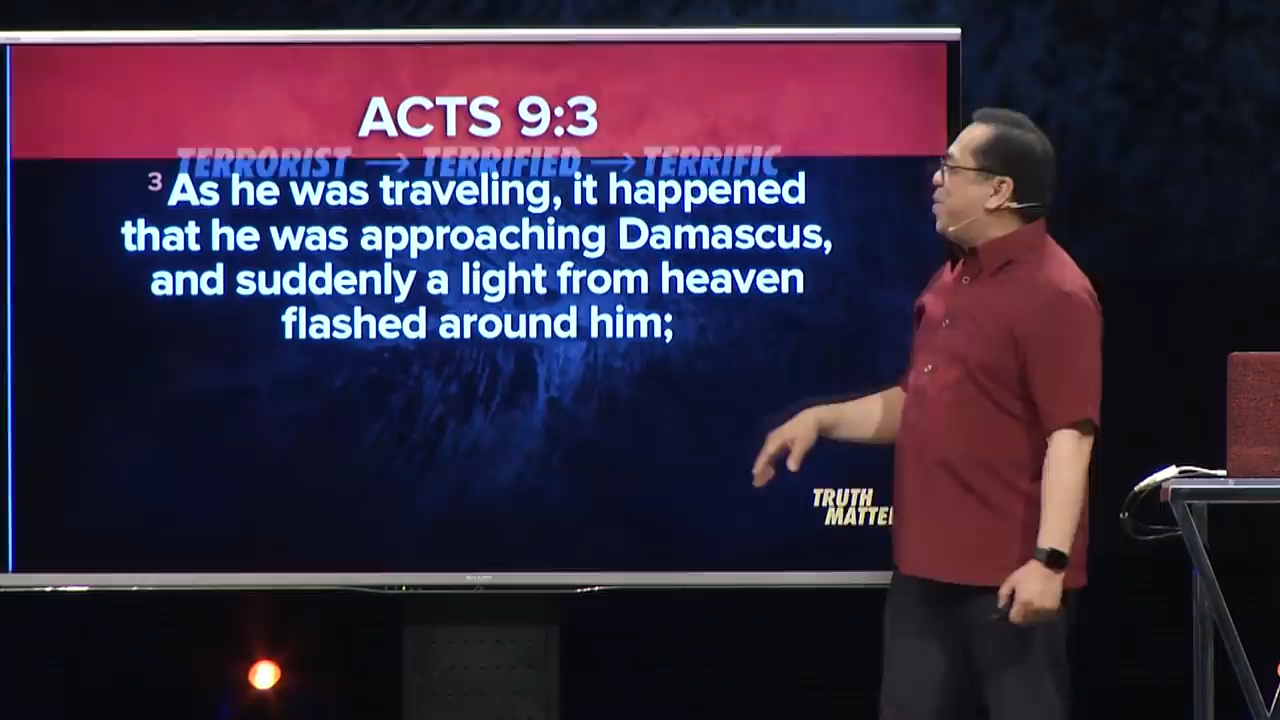 ACTS 9:3
TERRORIST → TERRIFIED → TERRIFIC
3 As he was traveling, it happened
that he was approaching Damascus,
and suddenly a light from heaven
flashed around him;
TRUTH
MATTE